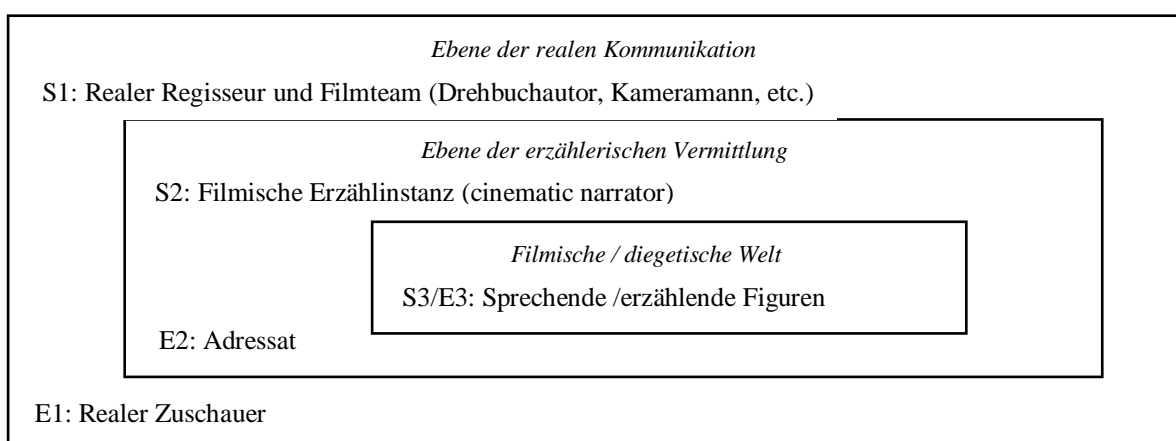 Ebene der realen Kommunikation
S1: Realer Regisseur und Filmteam (Drehbuchautor, Kameramann, etc.)
Ebene der erzählerischen Vermittlung
S2: Filmische Erzählinstanz (cinematic narrator)
Filmische / diegetische Welt
S3/E3: Sprechende /erzählende Figuren
E2: Adressat
E1: Realer Zuschauer